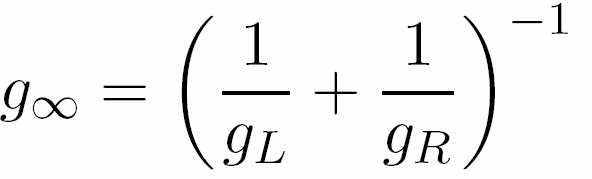 g_∞ = ( 1/g_L + 1/g_R )^{-1}